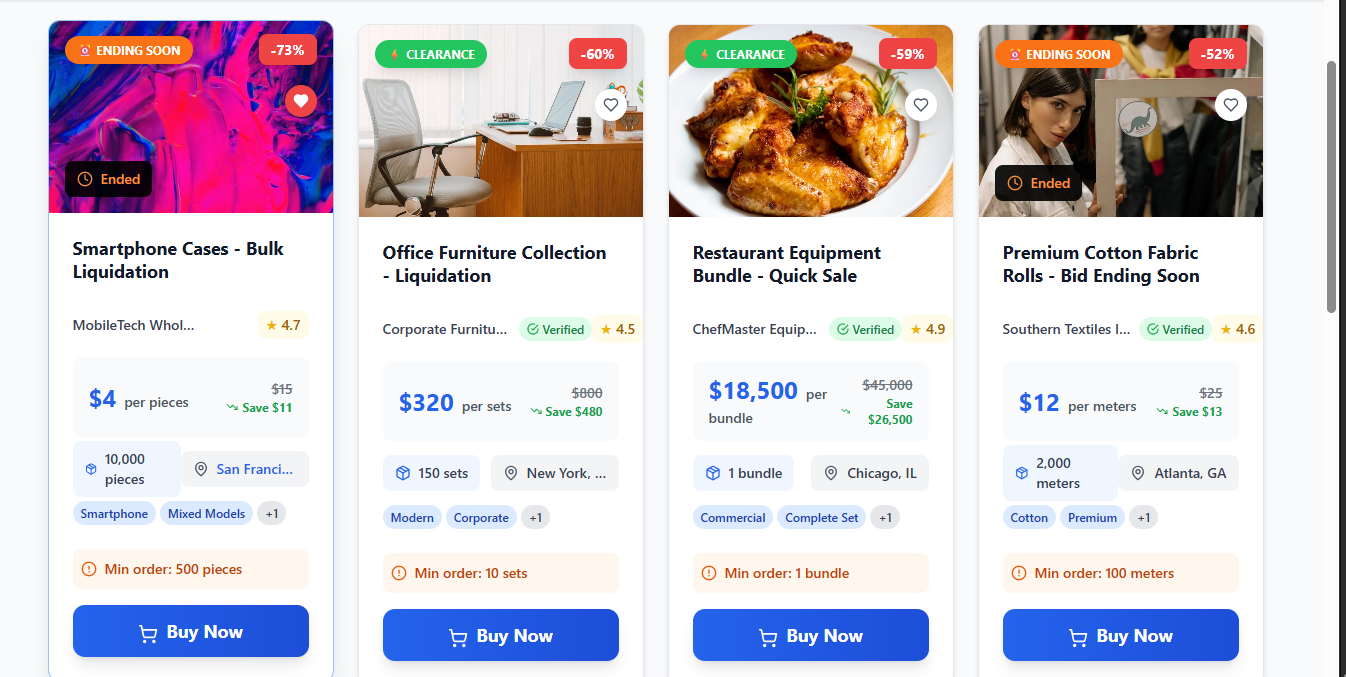 ENDING SOON
-73%
Ended
Smartphone Cases - Bulk
Liquidation
MobileTech Whol...
4.7
$4 per pieces
$15
Save $11
10,000
pieces
San Franci...
Smartphone
Mixed Models
+1
Min order: 500 pieces
Buy Now
CLEARANCE
-60%
Office Furniture Collection
- Liquidation
Corporate Furnitu...
Verified
4.5
$320 per sets
$800
Save $480
150 sets
New York, ...
Modern
Corporate
+1
Min order: 10 sets
Buy Now
CLEARANCE
-59%
Restaurant Equipment
Bundle - Quick Sale
ChefMaster Equip...
Verified
4.9
$18,500 per
bundle
$45,000
Save
$26,500
1 bundle
Chicago, IL
Commercial
Complete Set
+1
Min order: 1 bundle
Buy Now
ENDING SOON
-52%
Ended
Premium Cotton Fabric
Rolls - Bid Ending Soon
Southern Textiles I...
Verified
4.6
$12 per meters
$25
Save $13
2,000
meters
Atlanta, GA
Cotton
Premium
+1
Min order: 100 meters
Buy Now